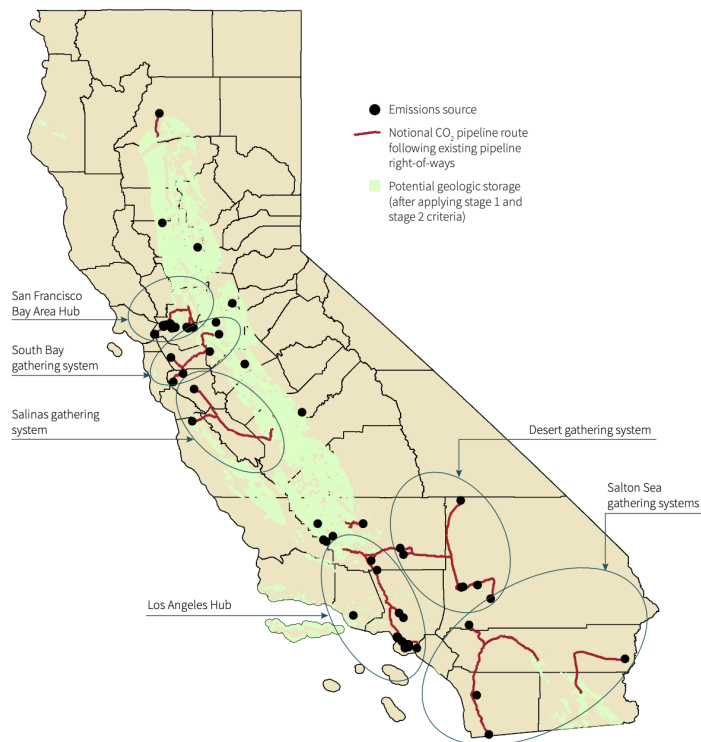 Emissions source
Notional CO₂ pipeline route
following existing pipeline
right-of-ways
Potential geologic storage
(after applying stage 1 and
stage 2 criteria)
San Francisco
Bay Area Hub
South Bay
gathering system
Salinas gathering
system
Desert gathering system
Salton Sea
gathering systems
Los Angeles Hub